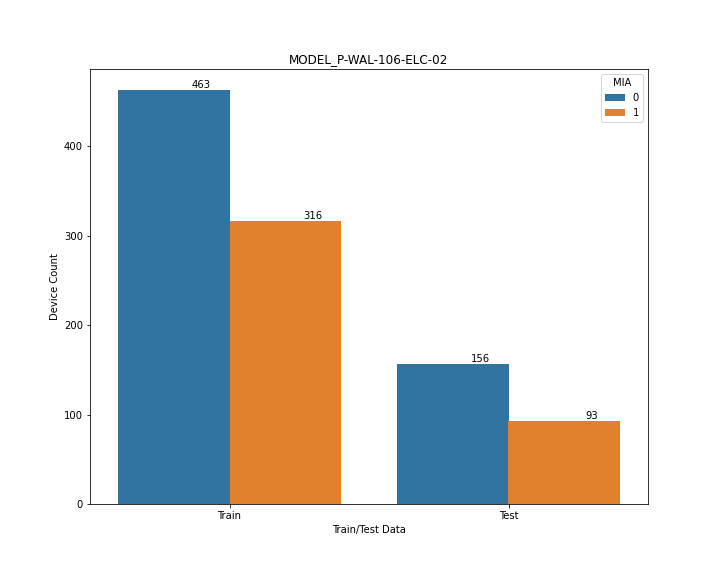 MODEL_P-WAL-106-ELC-02
MIA
0
1
463
316
156
93
400
300
200
100
0
Device Count
Train
Test
Train/Test Data